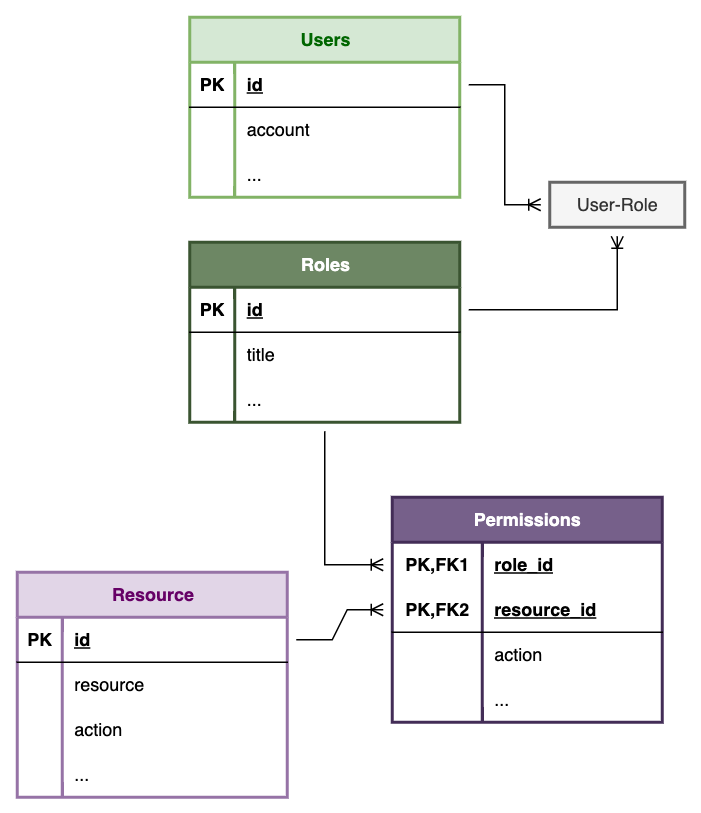 Users
PK id
account
...
User-Role
Roles
PK id
title
...
Permissions
PK,FK1 role_id
PK,FK2 resource_id
action
...
Resource
PK id
resource
action
...